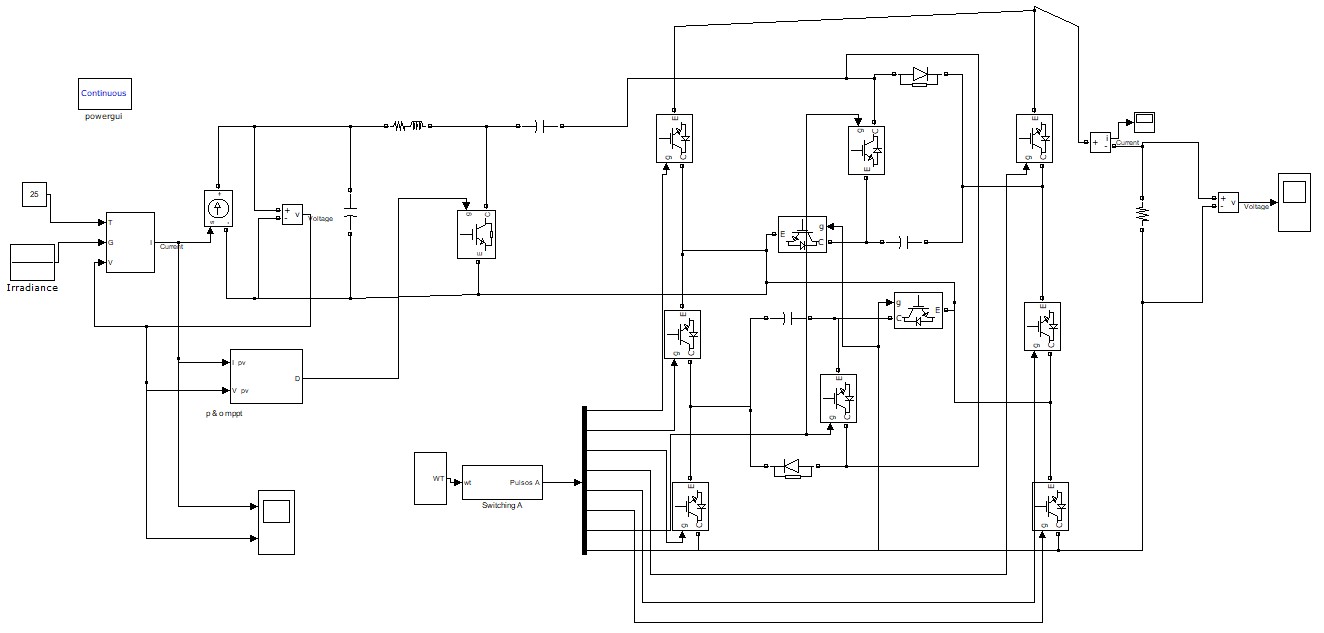 Continuous
powergui
25
T
G
V
I
Current
Irradiance
+
s
-
+
-
v
Voltage
g
C
E
I pv
V pv
D
p & o mppt
WT
wt
Pulsos A
Switching A
E
g
C
E
g
C
E
g
C
g
C
E
E
g
C
g
C
E
E
g
C
E
g
C
E
g
C
E
g
C
+
i
-
Current
+
-
v
Voltage